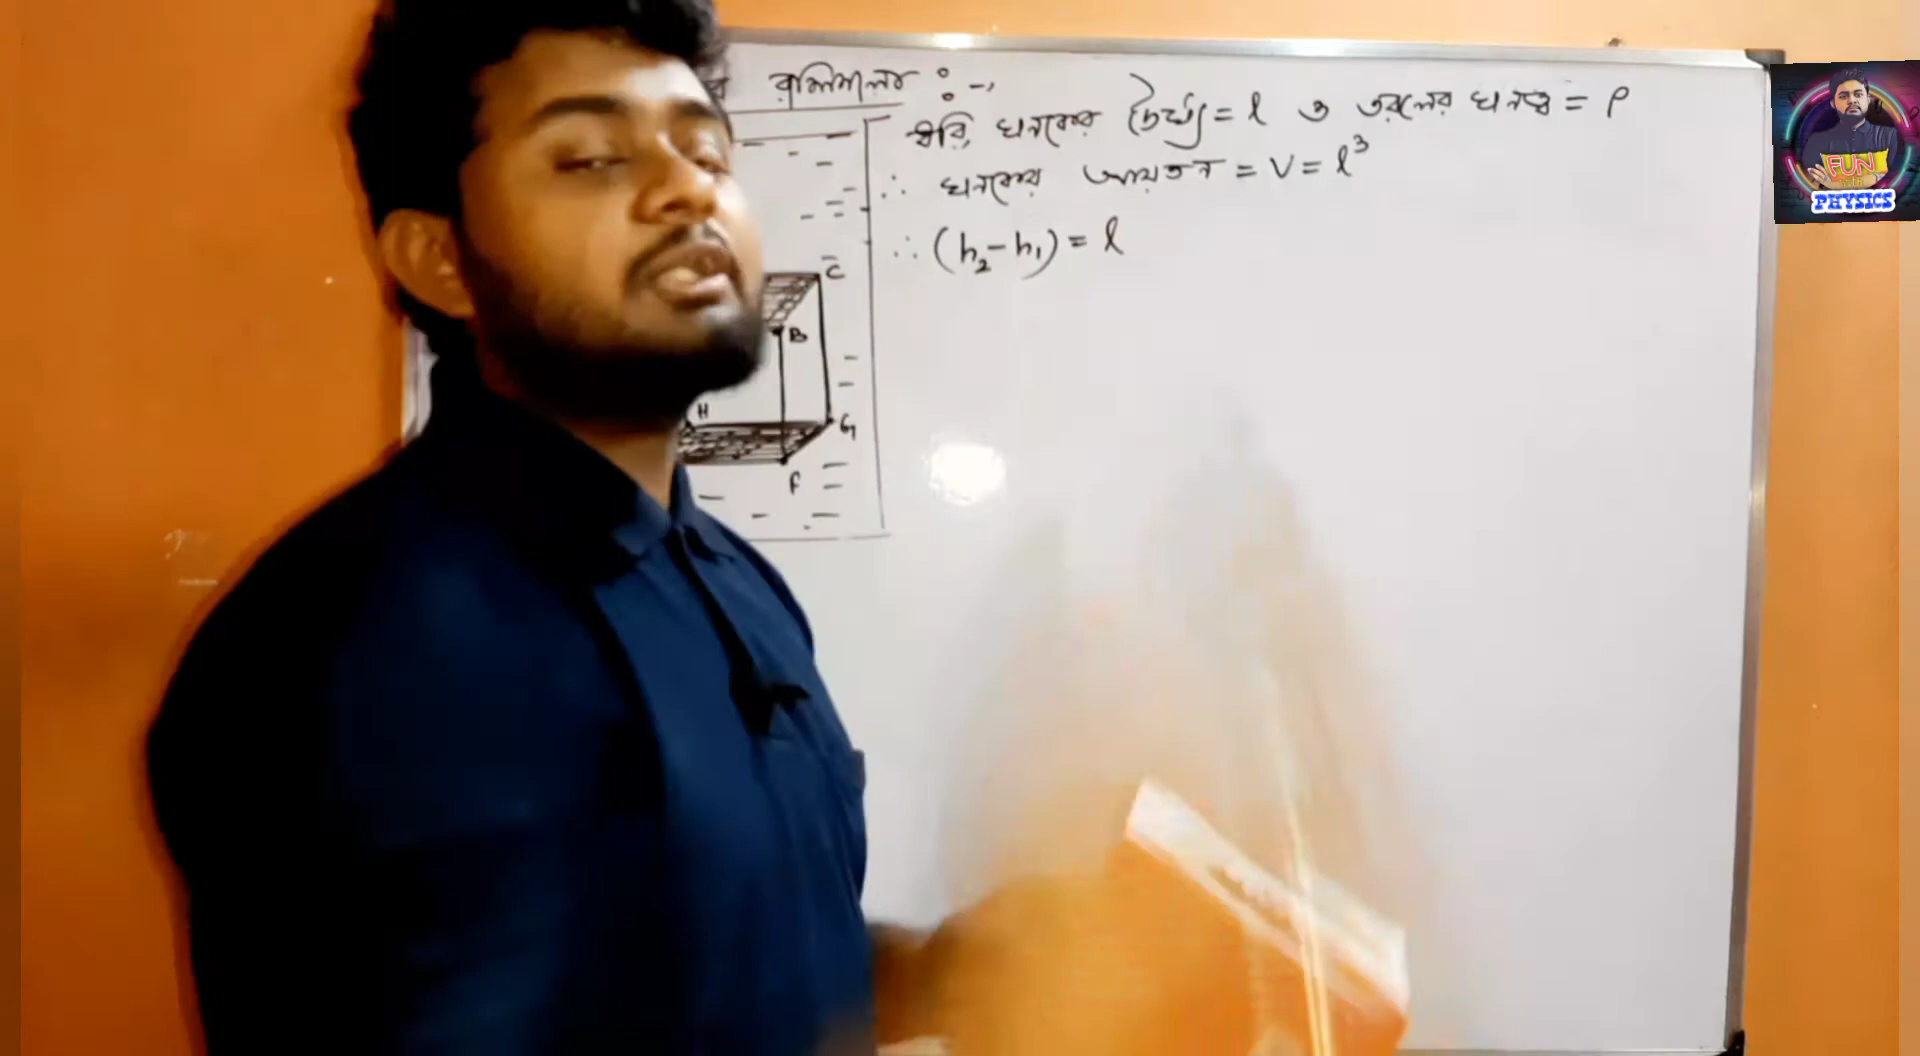 র
ধরি, ঘনকের দৈর্ঘ্য = l ও তরলের ঘনত্ব = ρ
∴ ঘনকের আয়তন = V = l³
∴ (h₂ – h₁) = l
C
B
H
G
F
FUN
PHYSICS